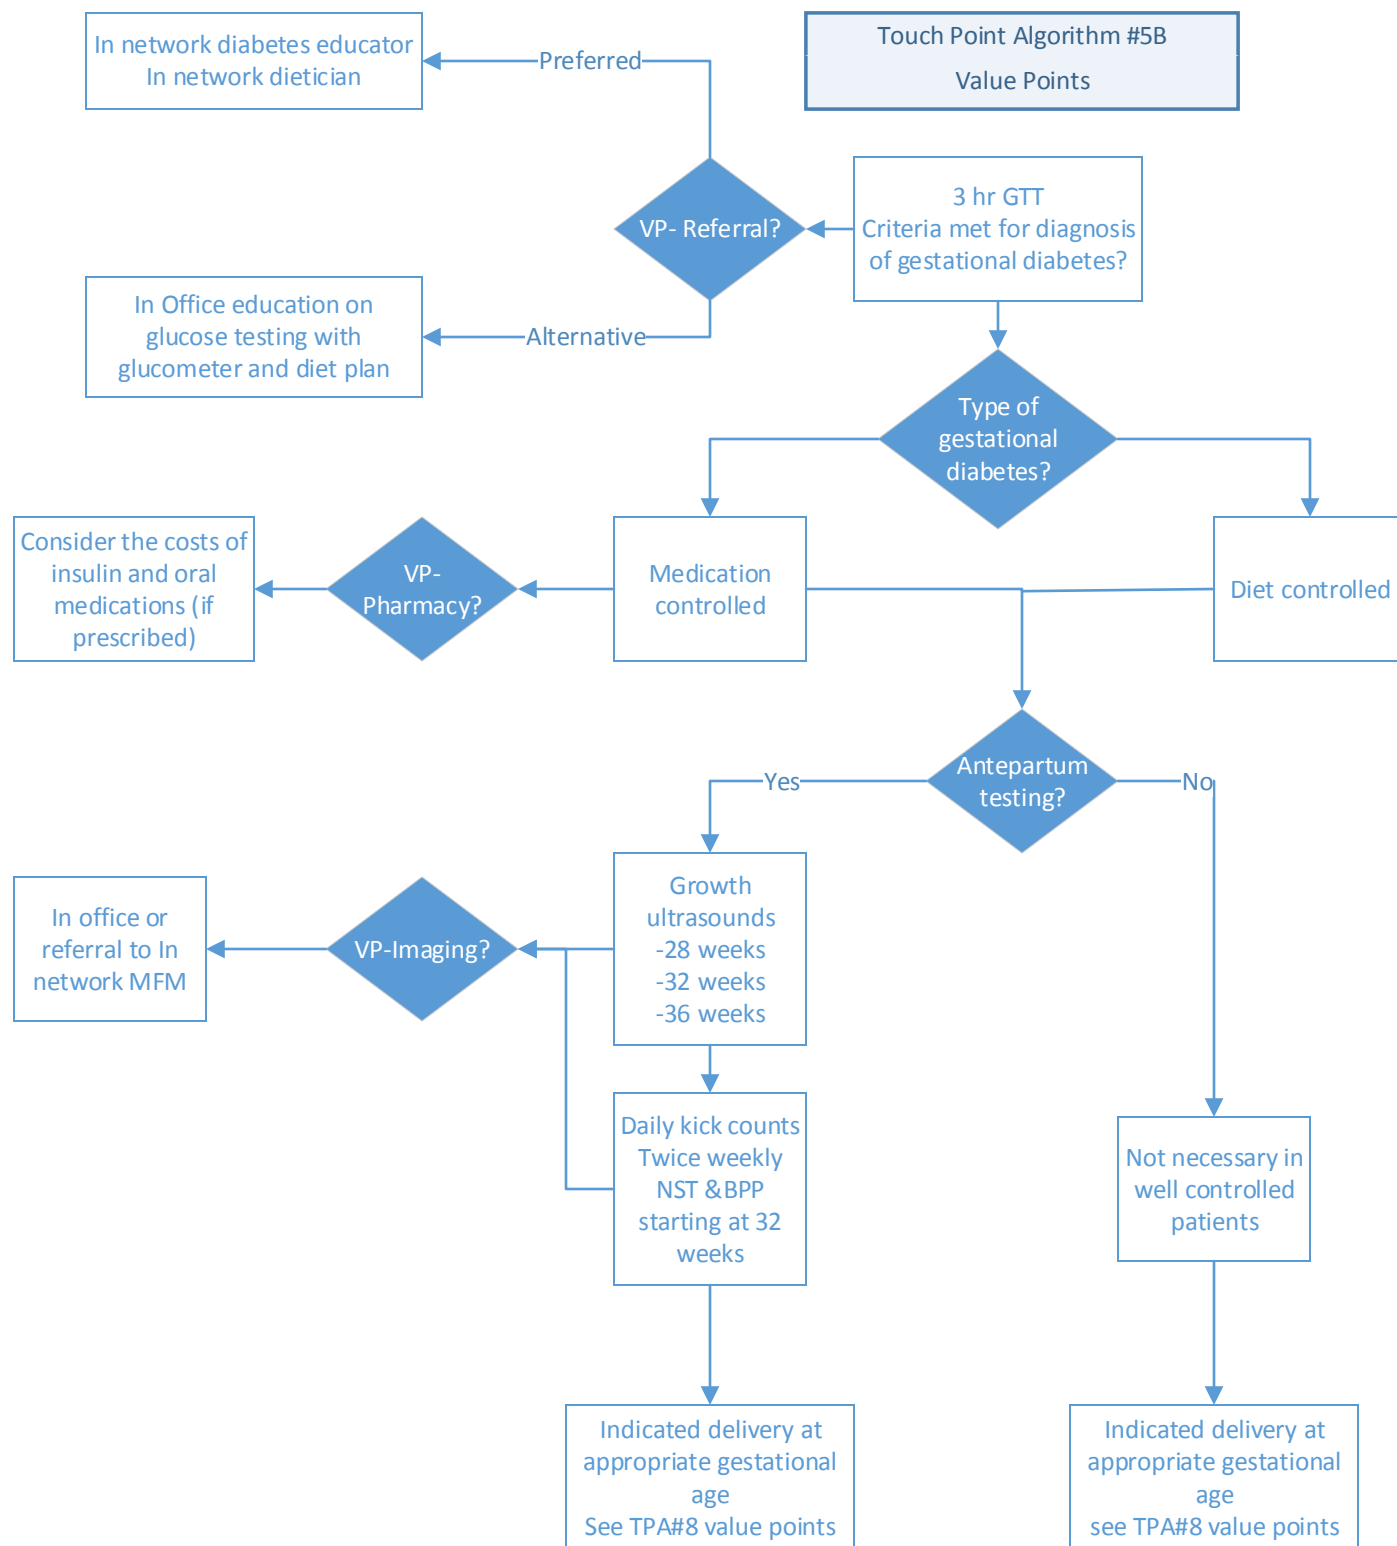 Touch Point Algorithm #5B
Value Points
In network diabetes educator
In network dietician
Preferred
VP- Referral?
3 hr GTT
Criteria met for diagnosis
of gestational diabetes?
In Office education on
glucose testing with
glucometer and diet plan
Alternative
Type of
gestational
diabetes?
Consider the costs of
insulin and oral
medications (if
prescribed)
VP-
Pharmacy?
Medication
controlled
Diet controlled
Antepartum
testing?
Yes
No
Growth
ultrasounds
-28 weeks
-32 weeks
-36 weeks
VP-Imaging?
In office or
referral to In
network MFM
Daily kick counts
Twice weekly
NST &BPP
starting at 32
weeks
Not necessary in
well controlled
patients
Indicated delivery at
appropriate gestational
age
See TPA#8 value points
Indicated delivery at
appropriate gestational
age
see TPA#8 value points